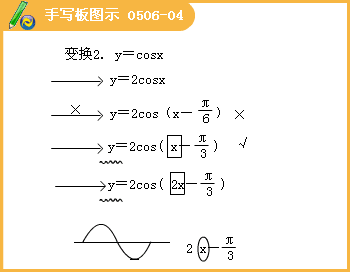 手写板图示 0506-04
变换2. y=cosx
→ y=2cosx
× → y=2cos(x-π/6) ×
→ y=2cos(x-π/3) √
→ y=2cos(2x-π/3)
2 x-π/3